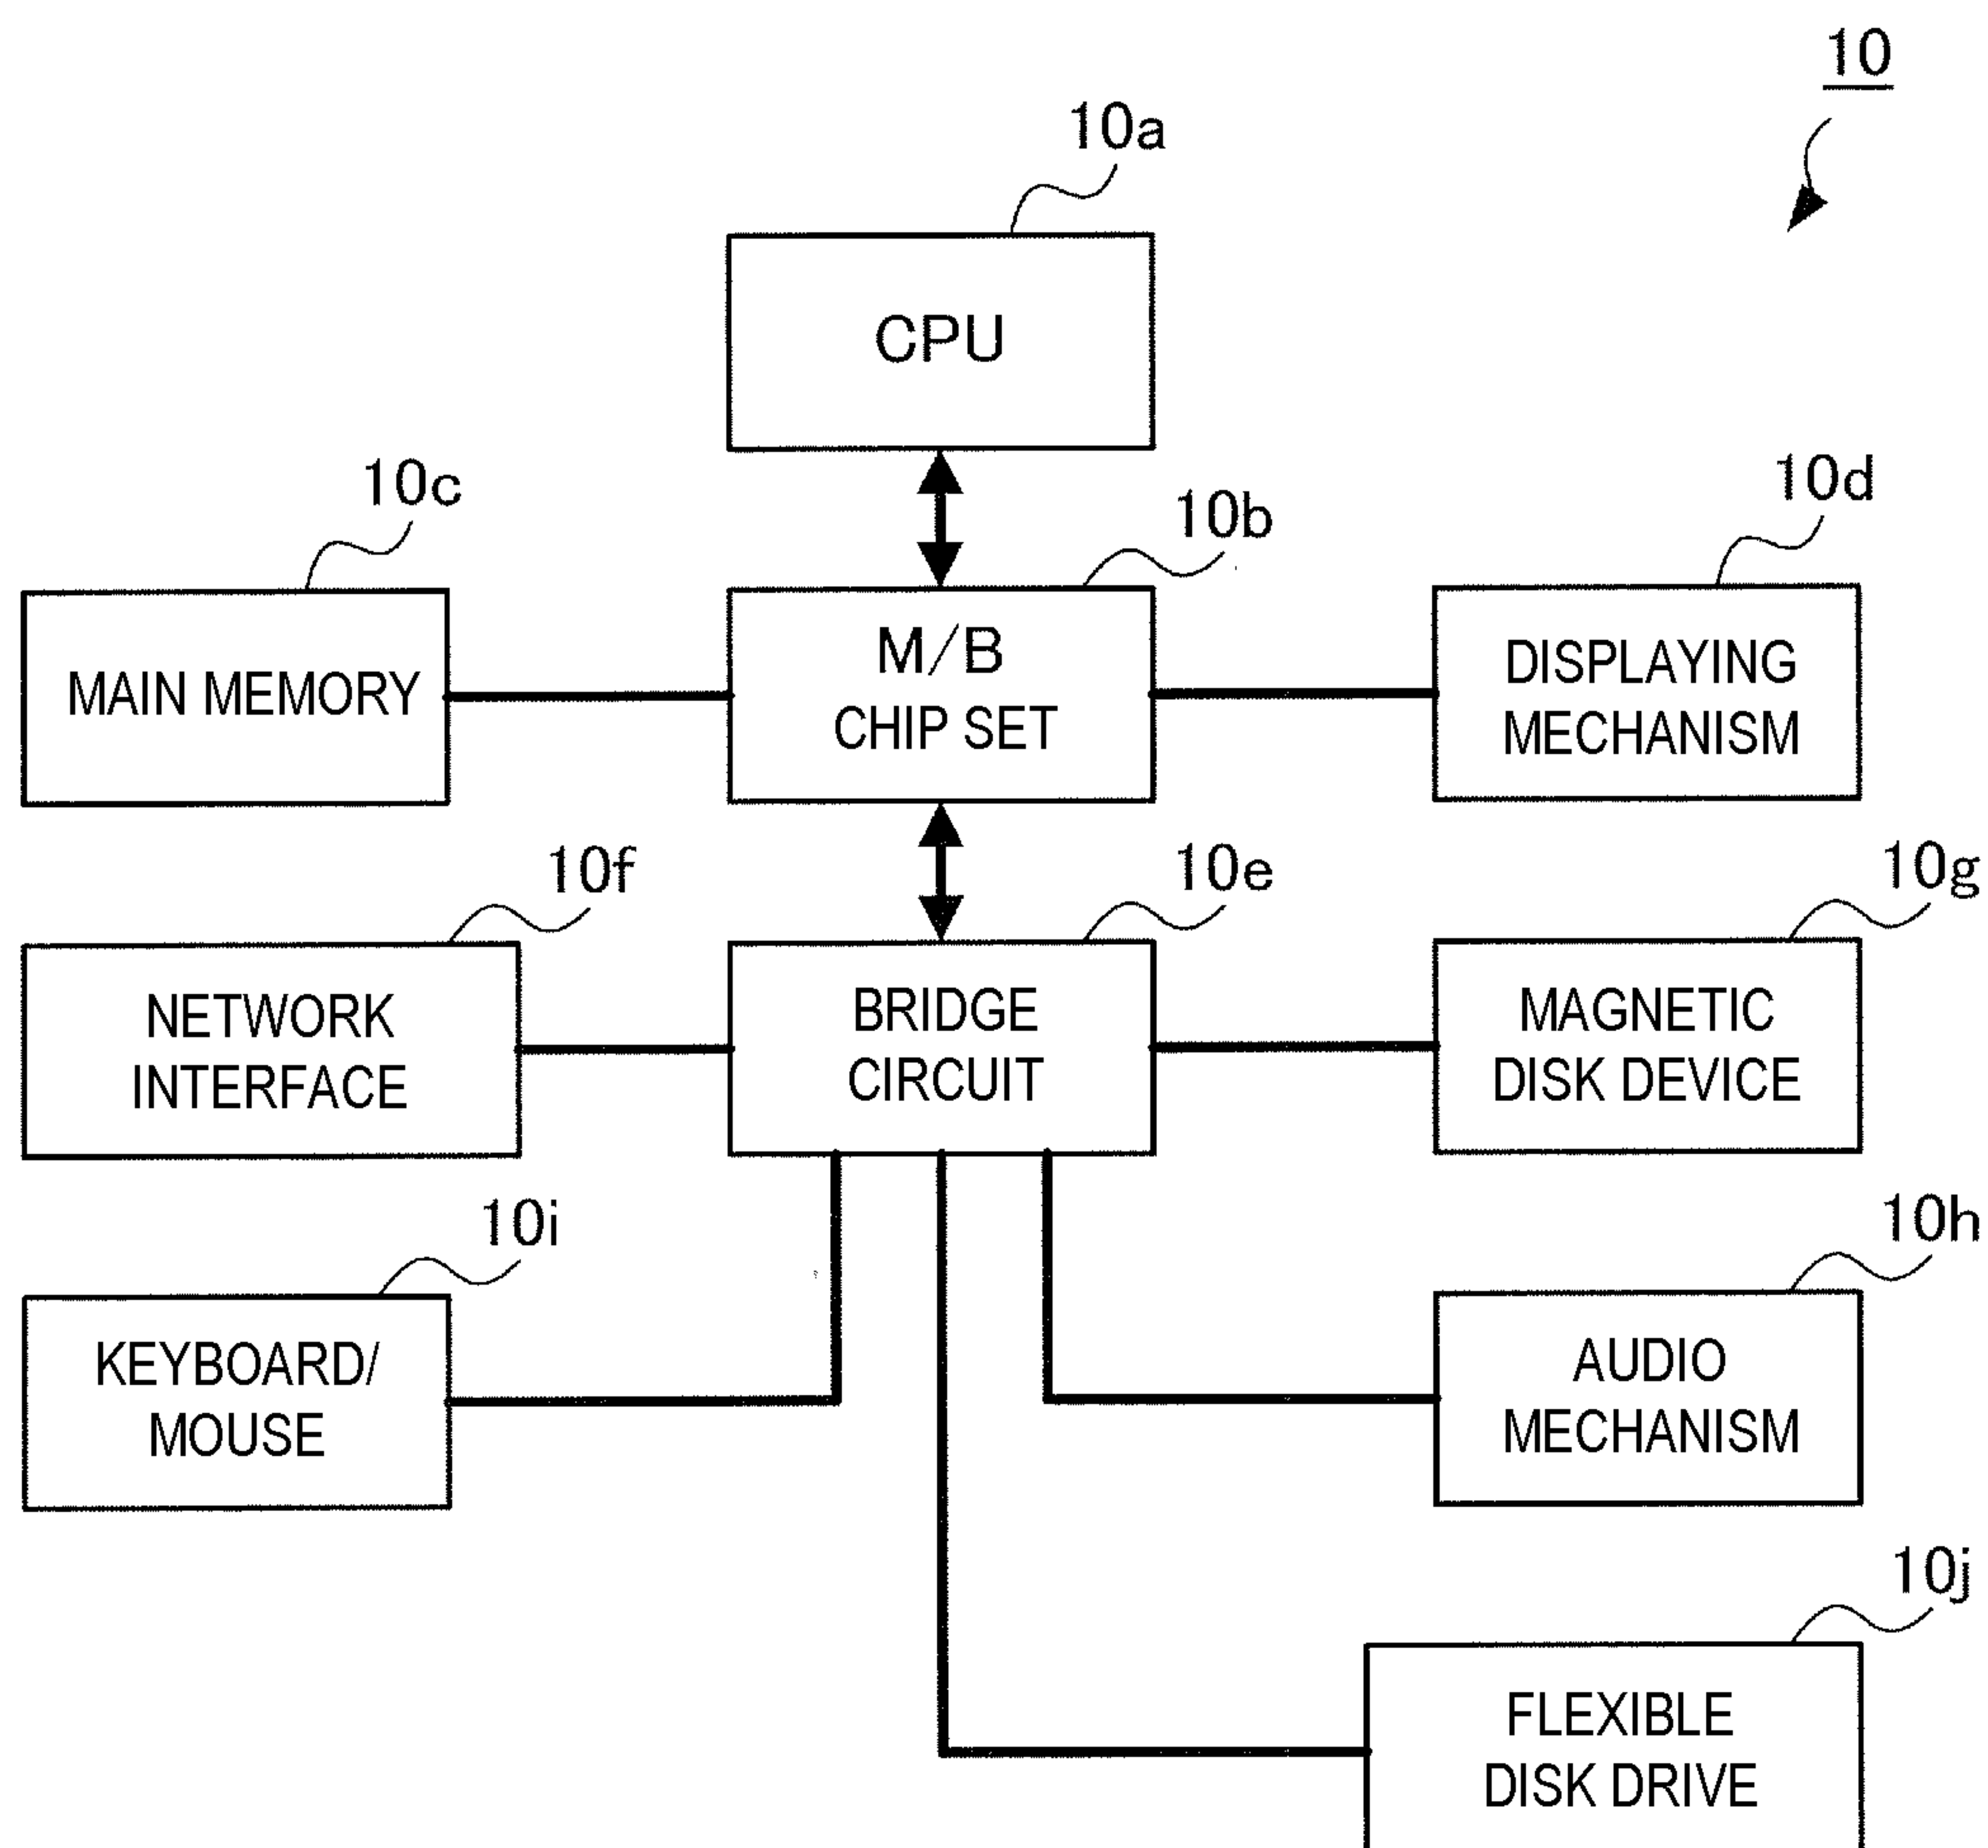 10
10a
CPU
10c
10b
10d
MAIN MEMORY
M/B
CHIP SET
DISPLAYING
MECHANISM
10f
10e
10g
NETWORK
INTERFACE
BRIDGE
CIRCUIT
MAGNETIC
DISK DEVICE
10i
10h
KEYBOARD/
MOUSE
AUDIO
MECHANISM
10j
FLEXIBLE
DISK DRIVE